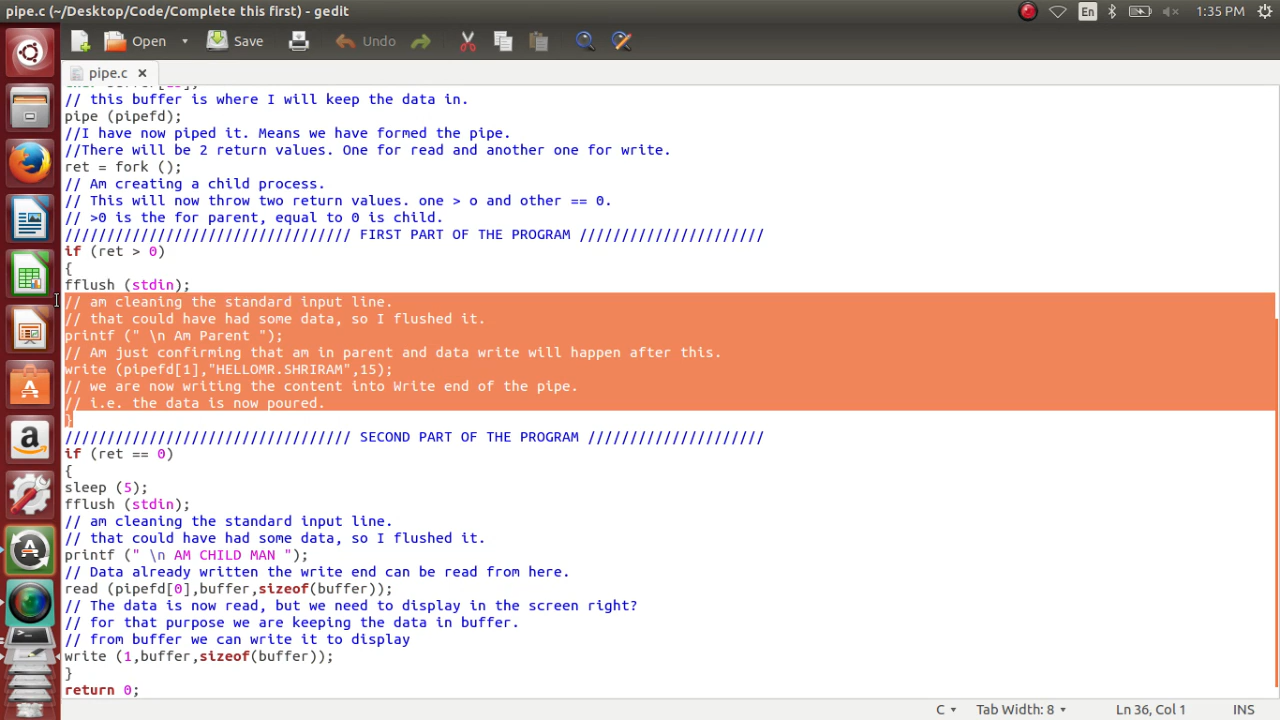 pipe.c (~/Desktop/Code/Complete this first) - gedit
En
1:35 PM
Open
Save
Undo
pipe.c
// this buffer is where I will keep the data in.
pipe (pipefd);
//I have now piped it. Means we have formed the pipe.
//There will be 2 return values. One for read and another one for write.
ret = fork ();
// Am creating a child process.
// This will now throw two return values. one > o and other == 0.
// >0 is the for parent, equal to 0 is child.
////////////////////////////////// FIRST PART OF THE PROGRAM //////////////////////
if (ret > 0)
{
fflush (stdin);
// am cleaning the standard input line.
// that could have had some data, so I flushed it.
printf (" \n Am Parent ");
// Am just confirming that am in parent and data write will happen after this.
write (pipefd[1],"HELLOMR.SHRIRAM",15);
// we are now writing the content into Write end of the pipe.
// i.e. the data is now poured.
}
////////////////////////////////// SECOND PART OF THE PROGRAM /////////////////////
if (ret == 0)
{
sleep (5);
fflush (stdin);
// am cleaning the standard input line.
// that could have had some data, so I flushed it.
printf (" \n AM CHILD MAN ");
// Data already written the write end can be read from here.
read (pipefd[0],buffer,sizeof(buffer));
// The data is now read, but we need to display in the screen right?
// for that purpose we are keeping the data in buffer.
// from buffer we can write it to display
write (1,buffer,sizeof(buffer));
}
return 0;
C
Tab Width: 8
Ln 36, Col 1
INS